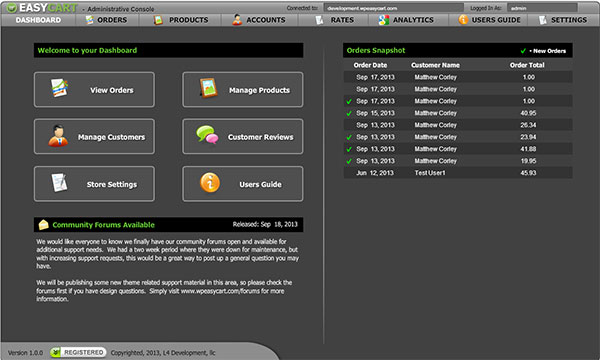 EASYCART - Administrative Console Connected to: development.wpeasycart.com Logged In As: admin
DASHBOARD ORDERS PRODUCTS ACCOUNTS RATES ANALYTICS USERS GUIDE SETTINGS
Welcome to your Dashboard
View Orders Manage Products
Manage Customers Customer Reviews
Store Settings Users Guide
Community Forums Available Released: Sep 18, 2013
We would like everyone to know we finally have our community forums open and available for
additional support needs. We had a two week period where they were down for maintenance, but
with increasing support requests, this would be a great way to post up a general question you may
have.
We will be publishing some new theme related support material in this area, so please check the
forums first if you have design questions. Simply visit www.wpeasycart.com/forums for more
information.
Orders Snapshot - New Orders
Order Date Customer Name Order Total
Sep 17, 2013 Matthew Corley 1.00
Sep 17, 2013 Matthew Corley 1.00
Sep 17, 2013 Matthew Corley 1.00
Sep 15, 2013 Matthew Corley 40.95
Sep 13, 2013 Matthew Corley 26.34
Sep 13, 2013 Matthew Corley 23.94
Sep 13, 2013 Matthew Corley 41.88
Sep 13, 2013 Matthew Corley 19.95
Jun 12, 2013 Test User1 45.93
Version 1.0.0 REGISTERED Copyrighted, 2013, L4 Development, llc